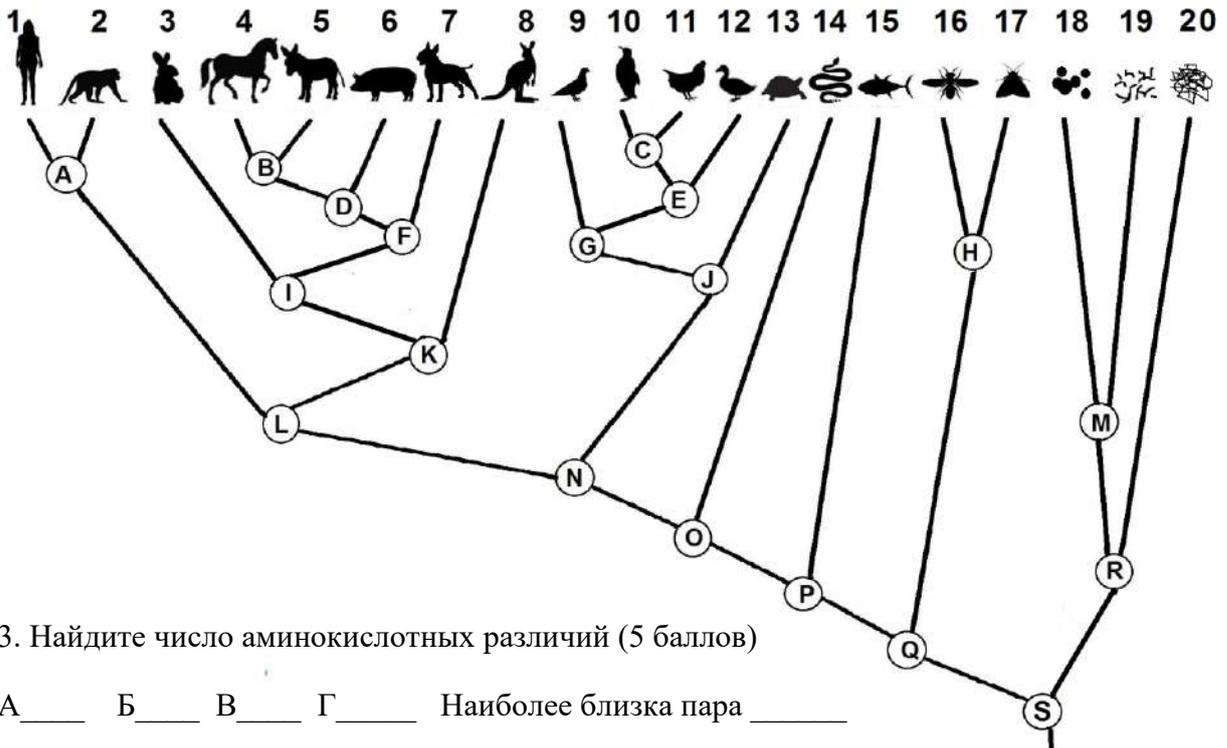 1 2 3 4 5 6 7 8 9 10 11 12 13 14 15 16 17 18 19 20
C
B
A
D
E
F
G
H
J
I
K
L
M
N
O
R
P
3. Найдите число аминокислотных различий (5 баллов)
Q
А____ Б____ В____ Г_____ Наиболее близка пара ______
S